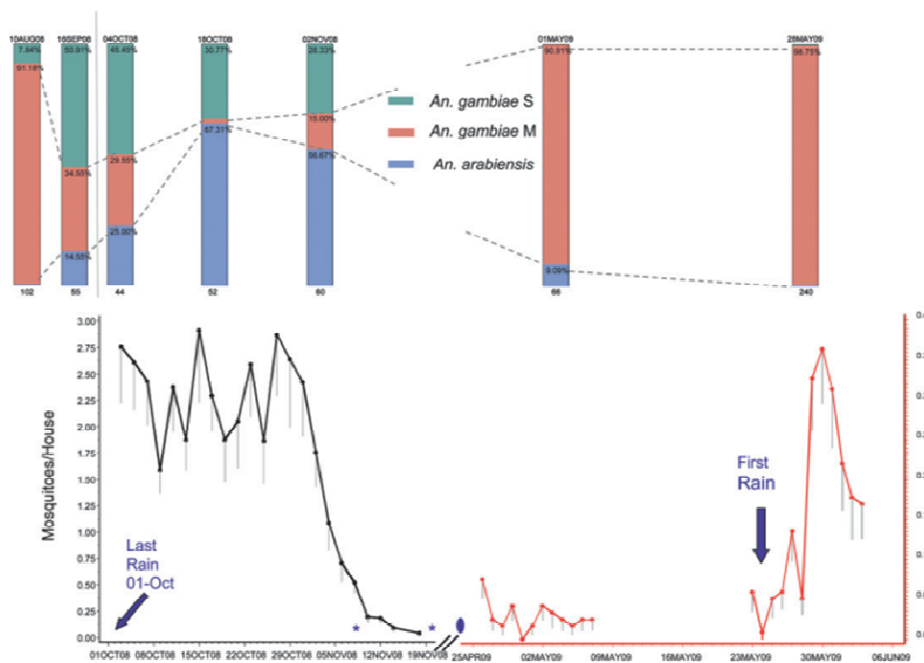 10AUG08 16SEP08 04OCT08 18OCT08 02NOV08 01MAY09 28MAY09
7.84% 50.91% 45.45% 30.77% 28.33% 90.91% 98.75%
91.18%
An. gambiae S
15.00%
An. gambiae M
67.31%
29.55%
56.67%
An. arabiensis
34.55%
25.00%
14.55%
9.09%
102 55 44 52 60 66 240
3.00
2.75
2.50
2.25
2.00
1.75
1.50
1.25
1.00
0.75
0.50
0.25
0.00
Mosquitoes/House
First
Rain
Last
Rain
01-Oct
* *
01OCT08 08OCT08 15OCT08 22OCT08 29OCT08 05NOV08 12NOV08 19NOV08 25APR09 02MAY09 09MAY09 16MAY09 23MAY09 30MAY09 06JUN09